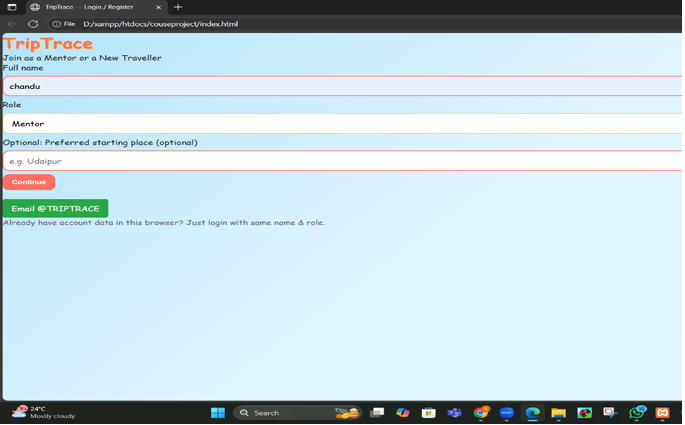 TripTrace — Login / Register
File D:/xampp/htdocs/couseproject/index.html
TripTrace
Join as a Mentor or a New Traveller
Full name
chandu
Role
Mentor
Optional: Preferred starting place (optional)
e.g. Udaipur
Continue
Email @TRIPTRACE
Already have account data in this browser? Just login with same name & role.
24°C
Mostly cloudy
Search